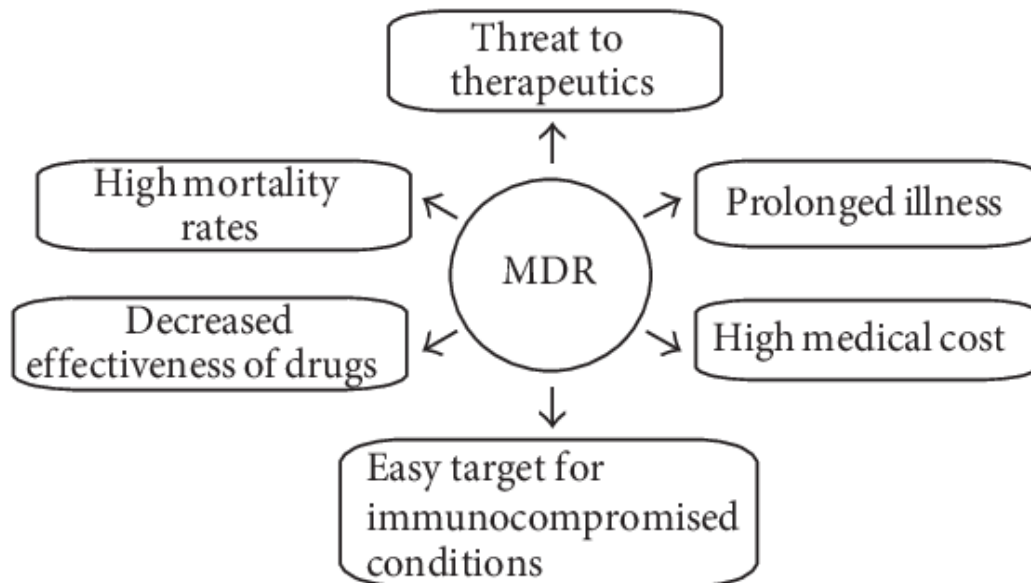 Threat to
therapeutics
High mortality
rates
Prolonged illness
MDR
Decreased
effectiveness of drugs
High medical cost
Easy target for
immunocompromised
conditions